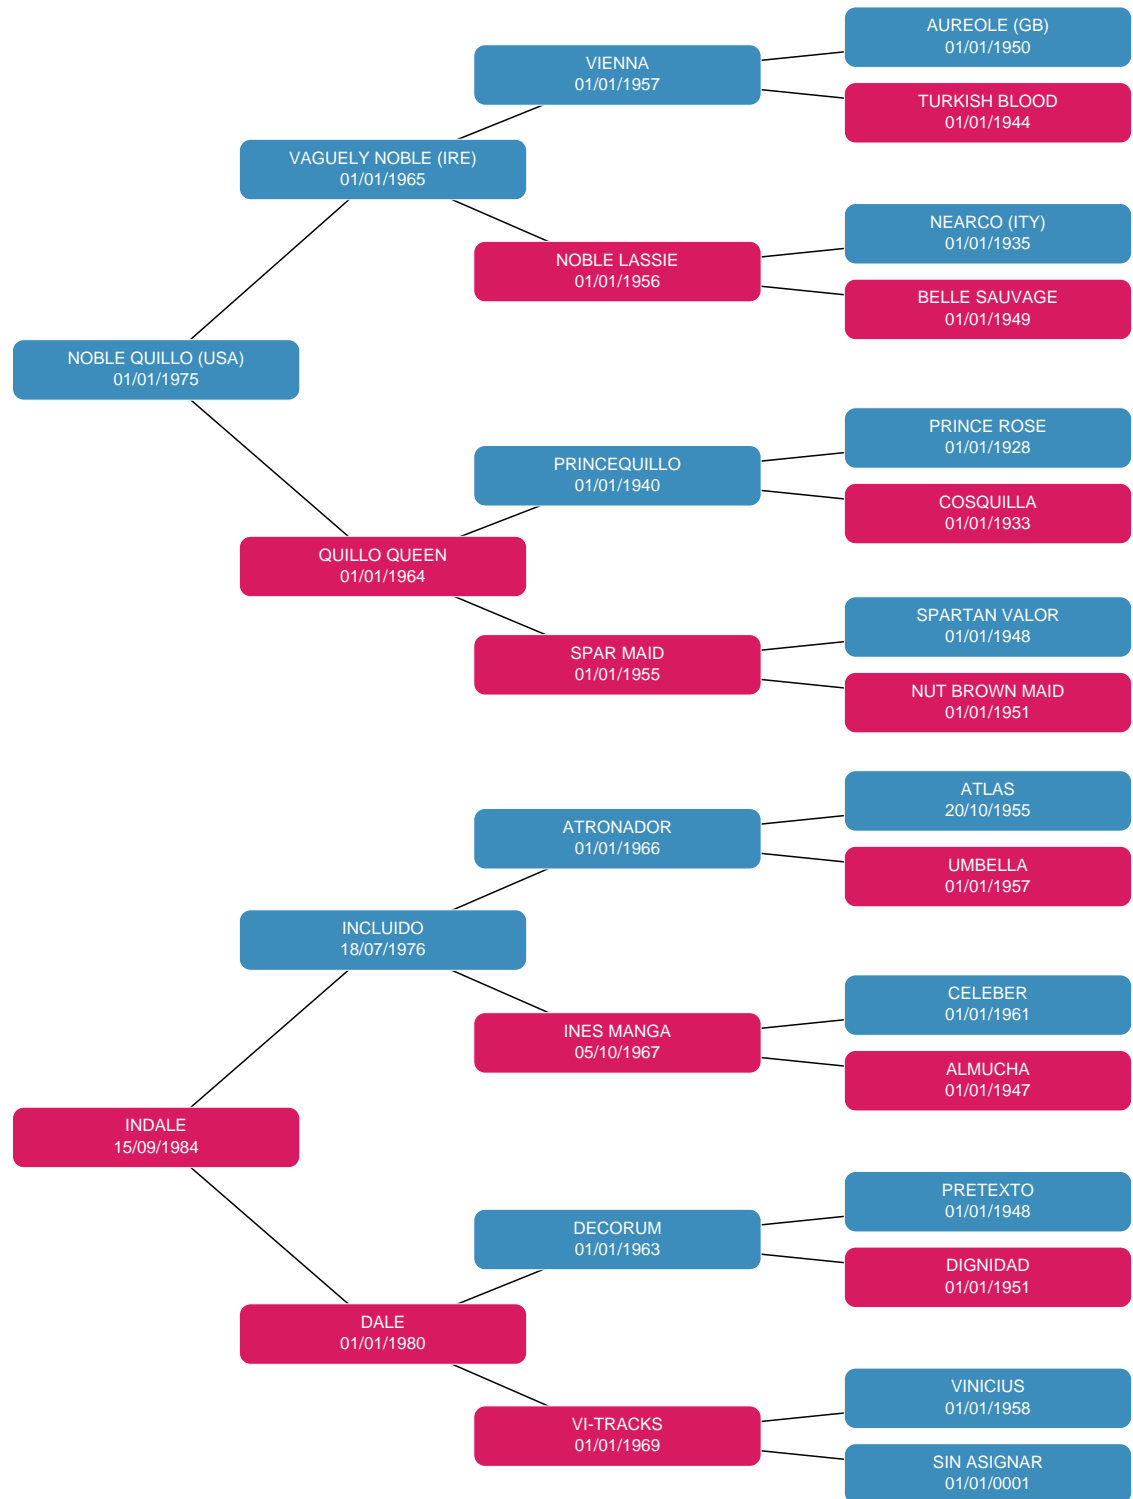 AUREOLE (GB)
01/01/1950
VIENNA
01/01/1957
TURKISH BLOOD
01/01/1944
VAGUELY NOBLE (IRE)
01/01/1965
NEARCO (ITY)
01/01/1935
NOBLE LASSIE
01/01/1956
BELLE SAUVAGE
01/01/1949
NOBLE QUILLO (USA)
01/01/1975
PRINCE ROSE
01/01/1928
PRINCEQUILLO
01/01/1940
COSQUILLA
01/01/1933
QUILLO QUEEN
01/01/1964
SPARTAN VALOR
01/01/1948
SPAR MAID
01/01/1955
NUT BROWN MAID
01/01/1951
ATLAS
20/10/1955
ATRONADOR
01/01/1966
UMBELLA
01/01/1957
INCLUIDO
18/07/1976
CELEBER
01/01/1961
INES MANGA
05/10/1967
ALMUCHA
01/01/1947
INDALE
15/09/1984
PRETEXTO
01/01/1948
DECORUM
01/01/1963
DIGNIDAD
01/01/1951
DALE
01/01/1980
VINICIUS
01/01/1958
VI-TRACKS
01/01/1969
SIN ASIGNAR
01/01/0001